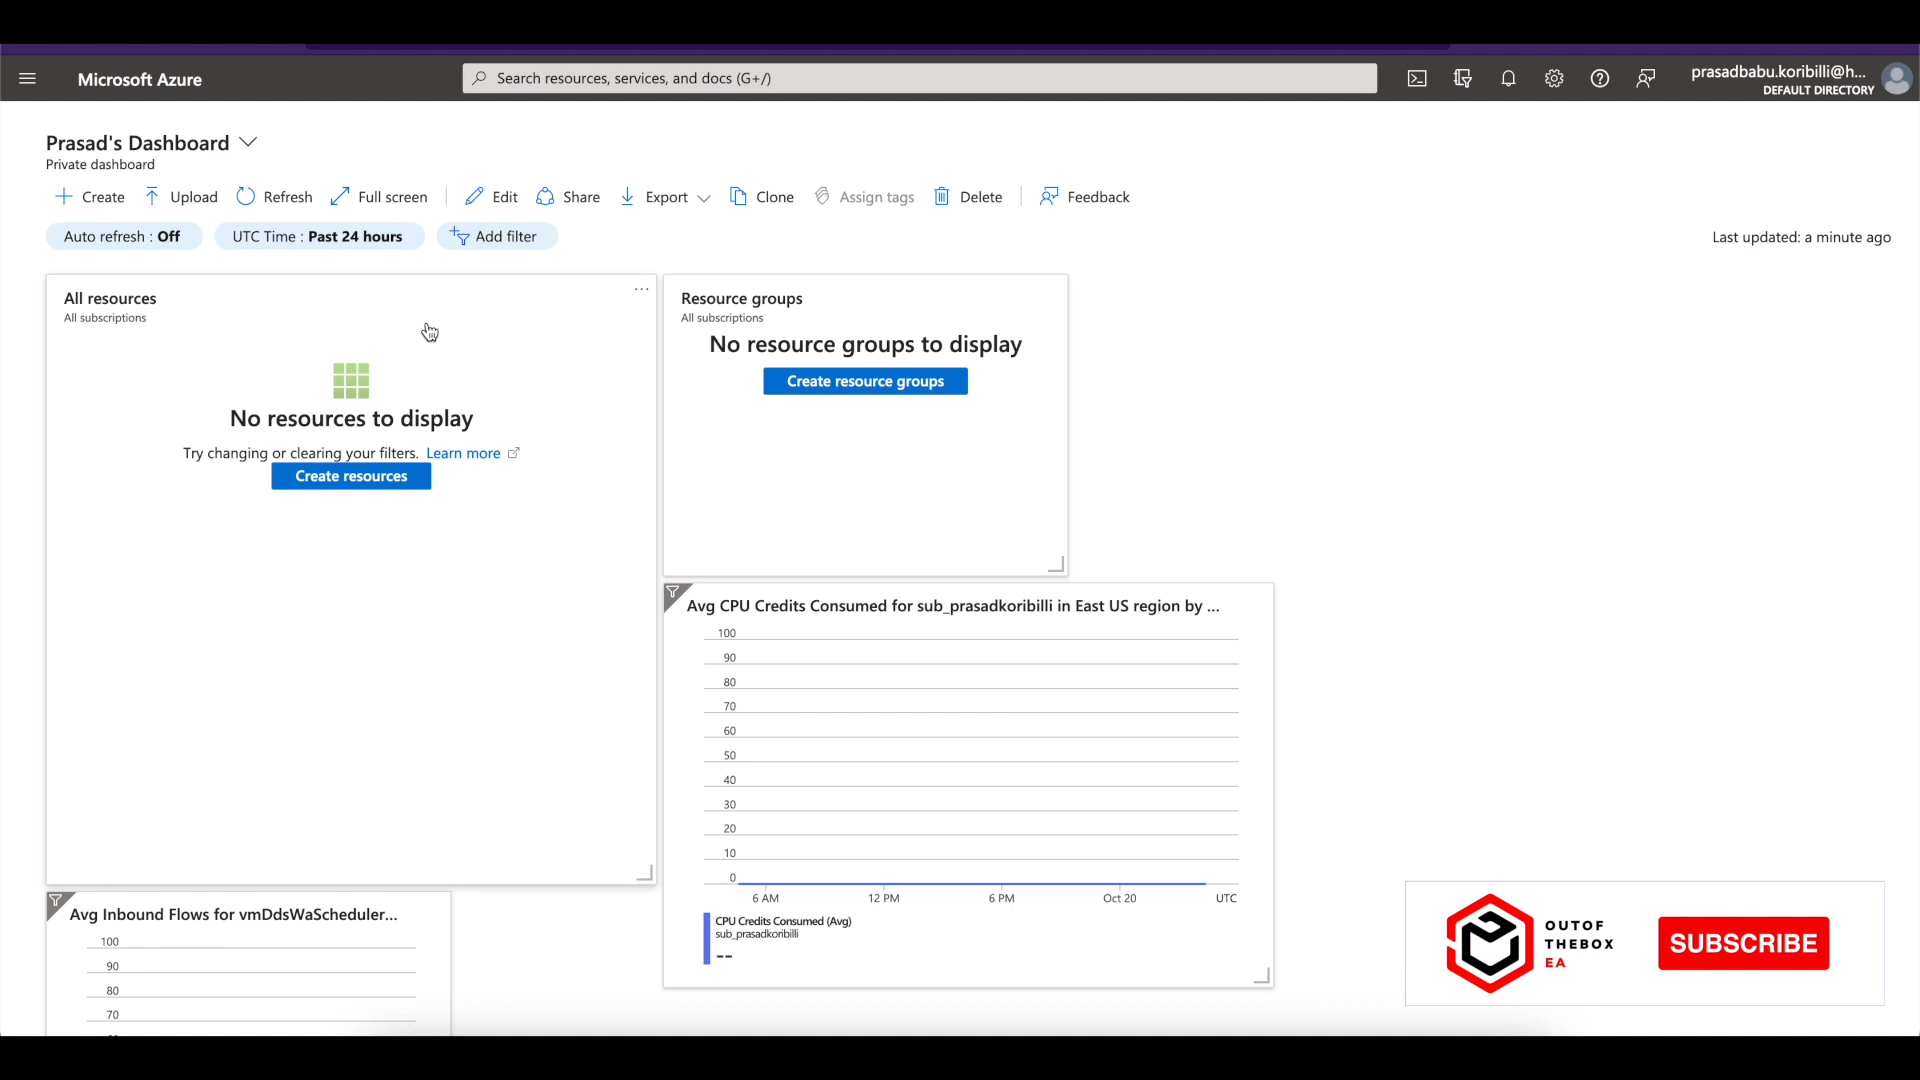 Microsoft Azure
Search resources, services, and docs (G+/)
prasadbabu.koribilli@h...
DEFAULT DIRECTORY
Prasad's Dashboard
Private dashboard
Create Upload Refresh Full screen Edit Share Export Clone Assign tags Delete Feedback
Auto refresh : Off UTC Time : Past 24 hours Add filter
Last updated: a minute ago
All resources
All subscriptions
No resources to display
Try changing or clearing your filters. Learn more
Create resources
Resource groups
All subscriptions
No resource groups to display
Create resource groups
Avg CPU Credits Consumed for sub_prasadkoribilli in East US region by ...
100
90
80
70
60
50
40
30
20
10
0
6 AM 12 PM 6 PM Oct 20 UTC
CPU Credits Consumed (Avg)
sub_prasadkoribilli
--
Avg Inbound Flows for vmDdsWaScheduler...
100
90
80
70
OUTOF
THEBOX
EA
SUBSCRIBE